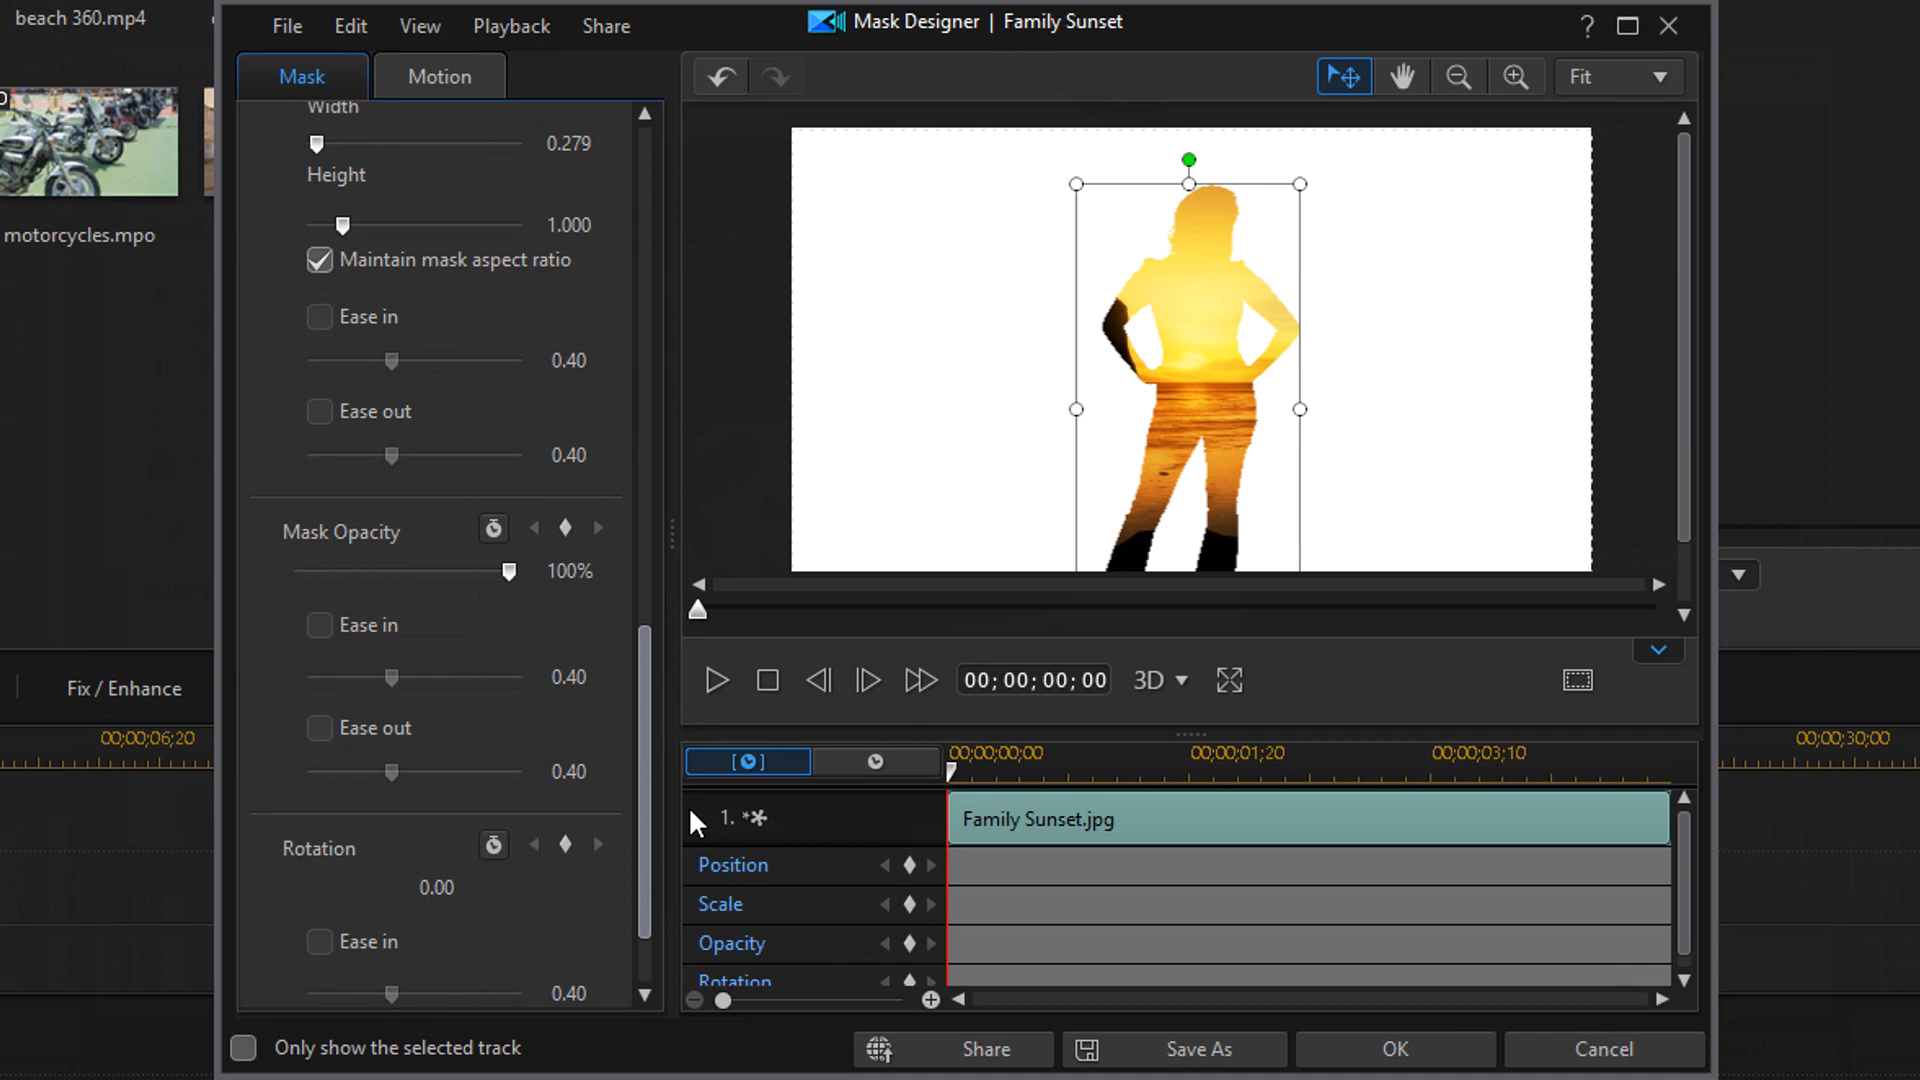 beach 360.mp4
motorcycles.mpo
Fix / Enhance
00;00;06;20
File Edit View Playback Share
Mask Designer | Family Sunset
?
Mask Motion
Width
0.279
Height
1.000
Maintain mask aspect ratio
Ease in
0.40
Ease out
0.40
Mask Opacity
100%
Ease in
0.40
Ease out
0.40
Rotation
0.00
Ease in
0.40
Fit
00;00;00;00
3D
00;00;00;00 00;00;01;20 00;00;03;10
1. **
Family Sunset.jpg
Position
Scale
Opacity
Rotation
Only show the selected track
Share Save As OK Cancel
00;00;30;00